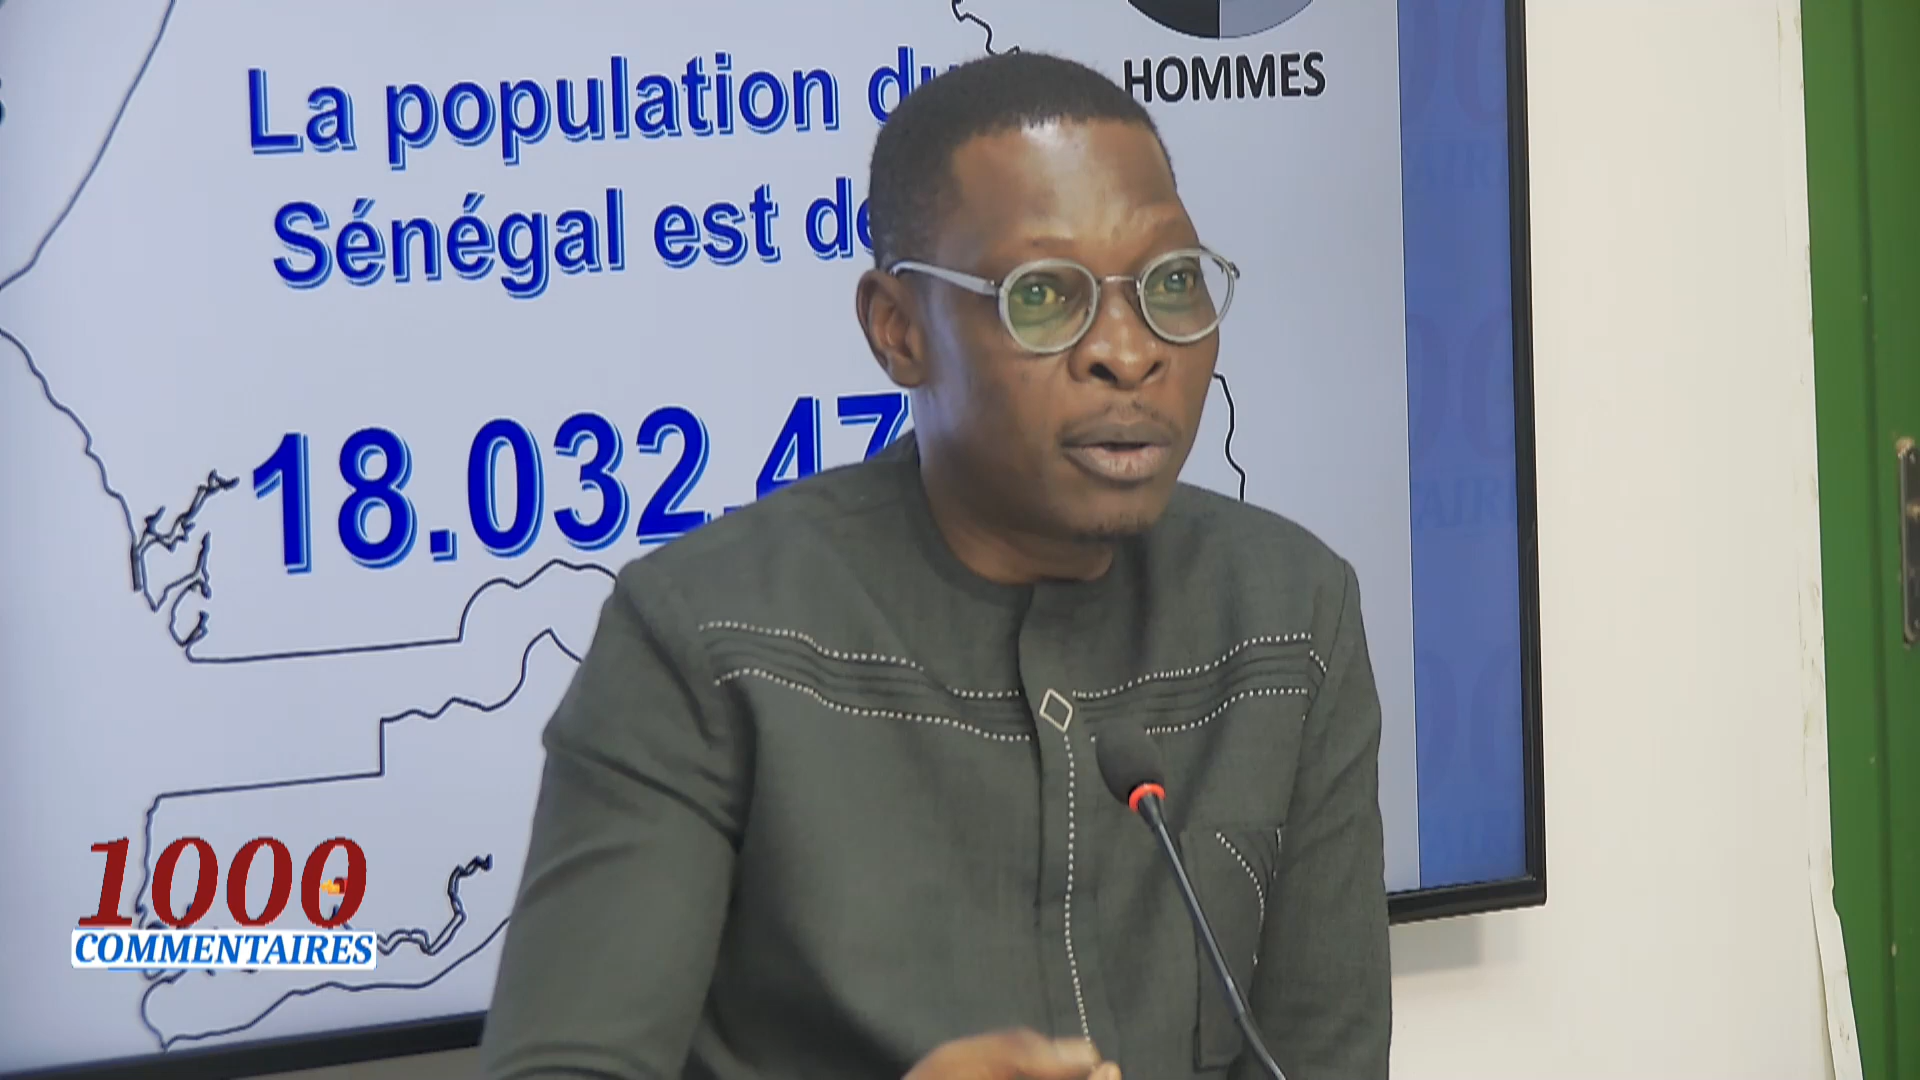 La population du
HOMMES
Sénégal est de
18.032.47
1000
COMMENTAIRES